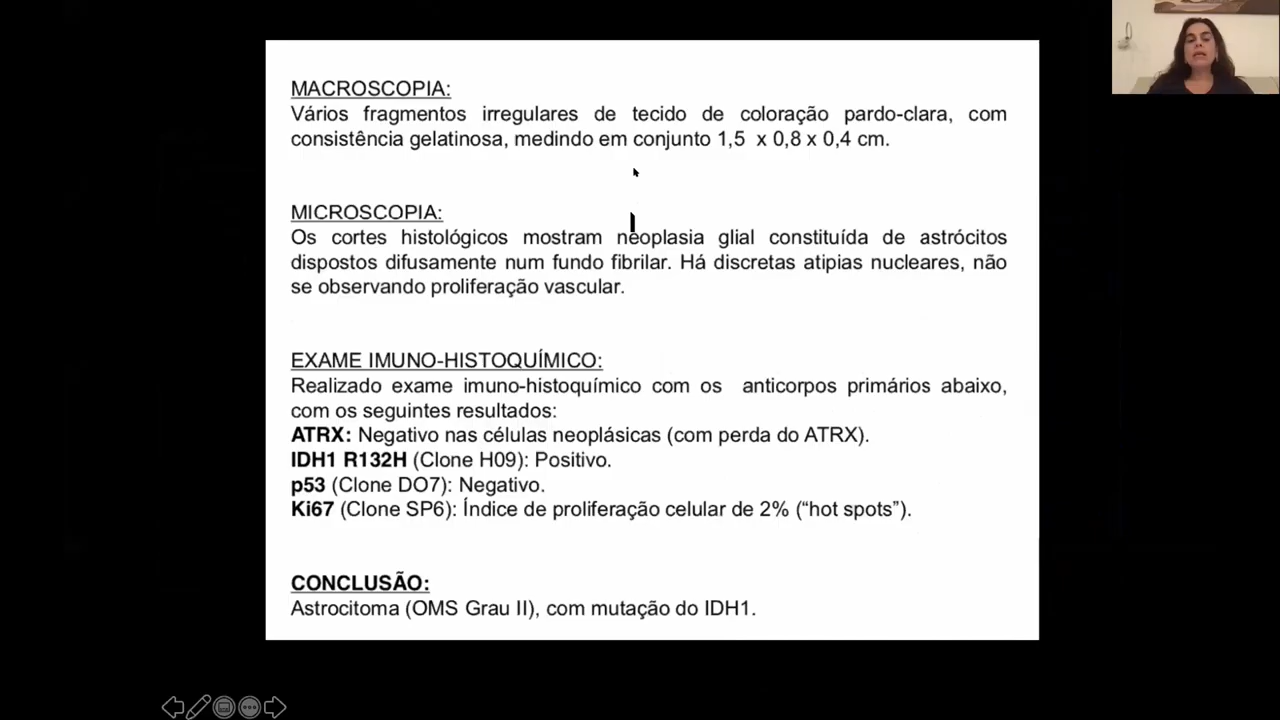 MACROSCOPIA:
Vários fragmentos irregulares de tecido de coloração pardo-clara, com
consistência gelatinosa, medindo em conjunto 1,5 x 0,8 x 0,4 cm.
MICROSCOPIA:
Os cortes histológicos mostram neoplasia glial constituída de astrócitos
dispostos difusamente num fundo fibrilar. Há discretas atipias nucleares, não
se observando proliferação vascular.
EXAME IMUNO-HISTOQUÍMICO:
Realizado exame imuno-histoquímico com os anticorpos primários abaixo,
com os seguintes resultados:
ATRX: Negativo nas células neoplásicas (com perda do ATRX).
IDH1 R132H (Clone H09): Positivo.
p53 (Clone DO7): Negativo.
Ki67 (Clone SP6): Índice de proliferação celular de 2% (“hot spots”).
CONCLUSÃO:
Astrocitoma (OMS Grau II), com mutação do IDH1.